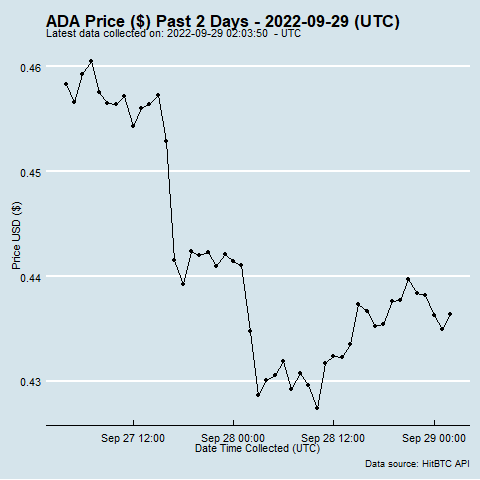 ADA Price ($) Past 2 Days - 2022-09-29 (UTC)
Latest data collected on: 2022-09-29 02:03:50  - UTC
0.46
0.45
0.44
0.43
Price USD ($)
Sep 27 12:00
Sep 28 00:00
Sep 28 12:00
Sep 29 00:00
Date Time Collected (UTC)
Data source: HitBTC API